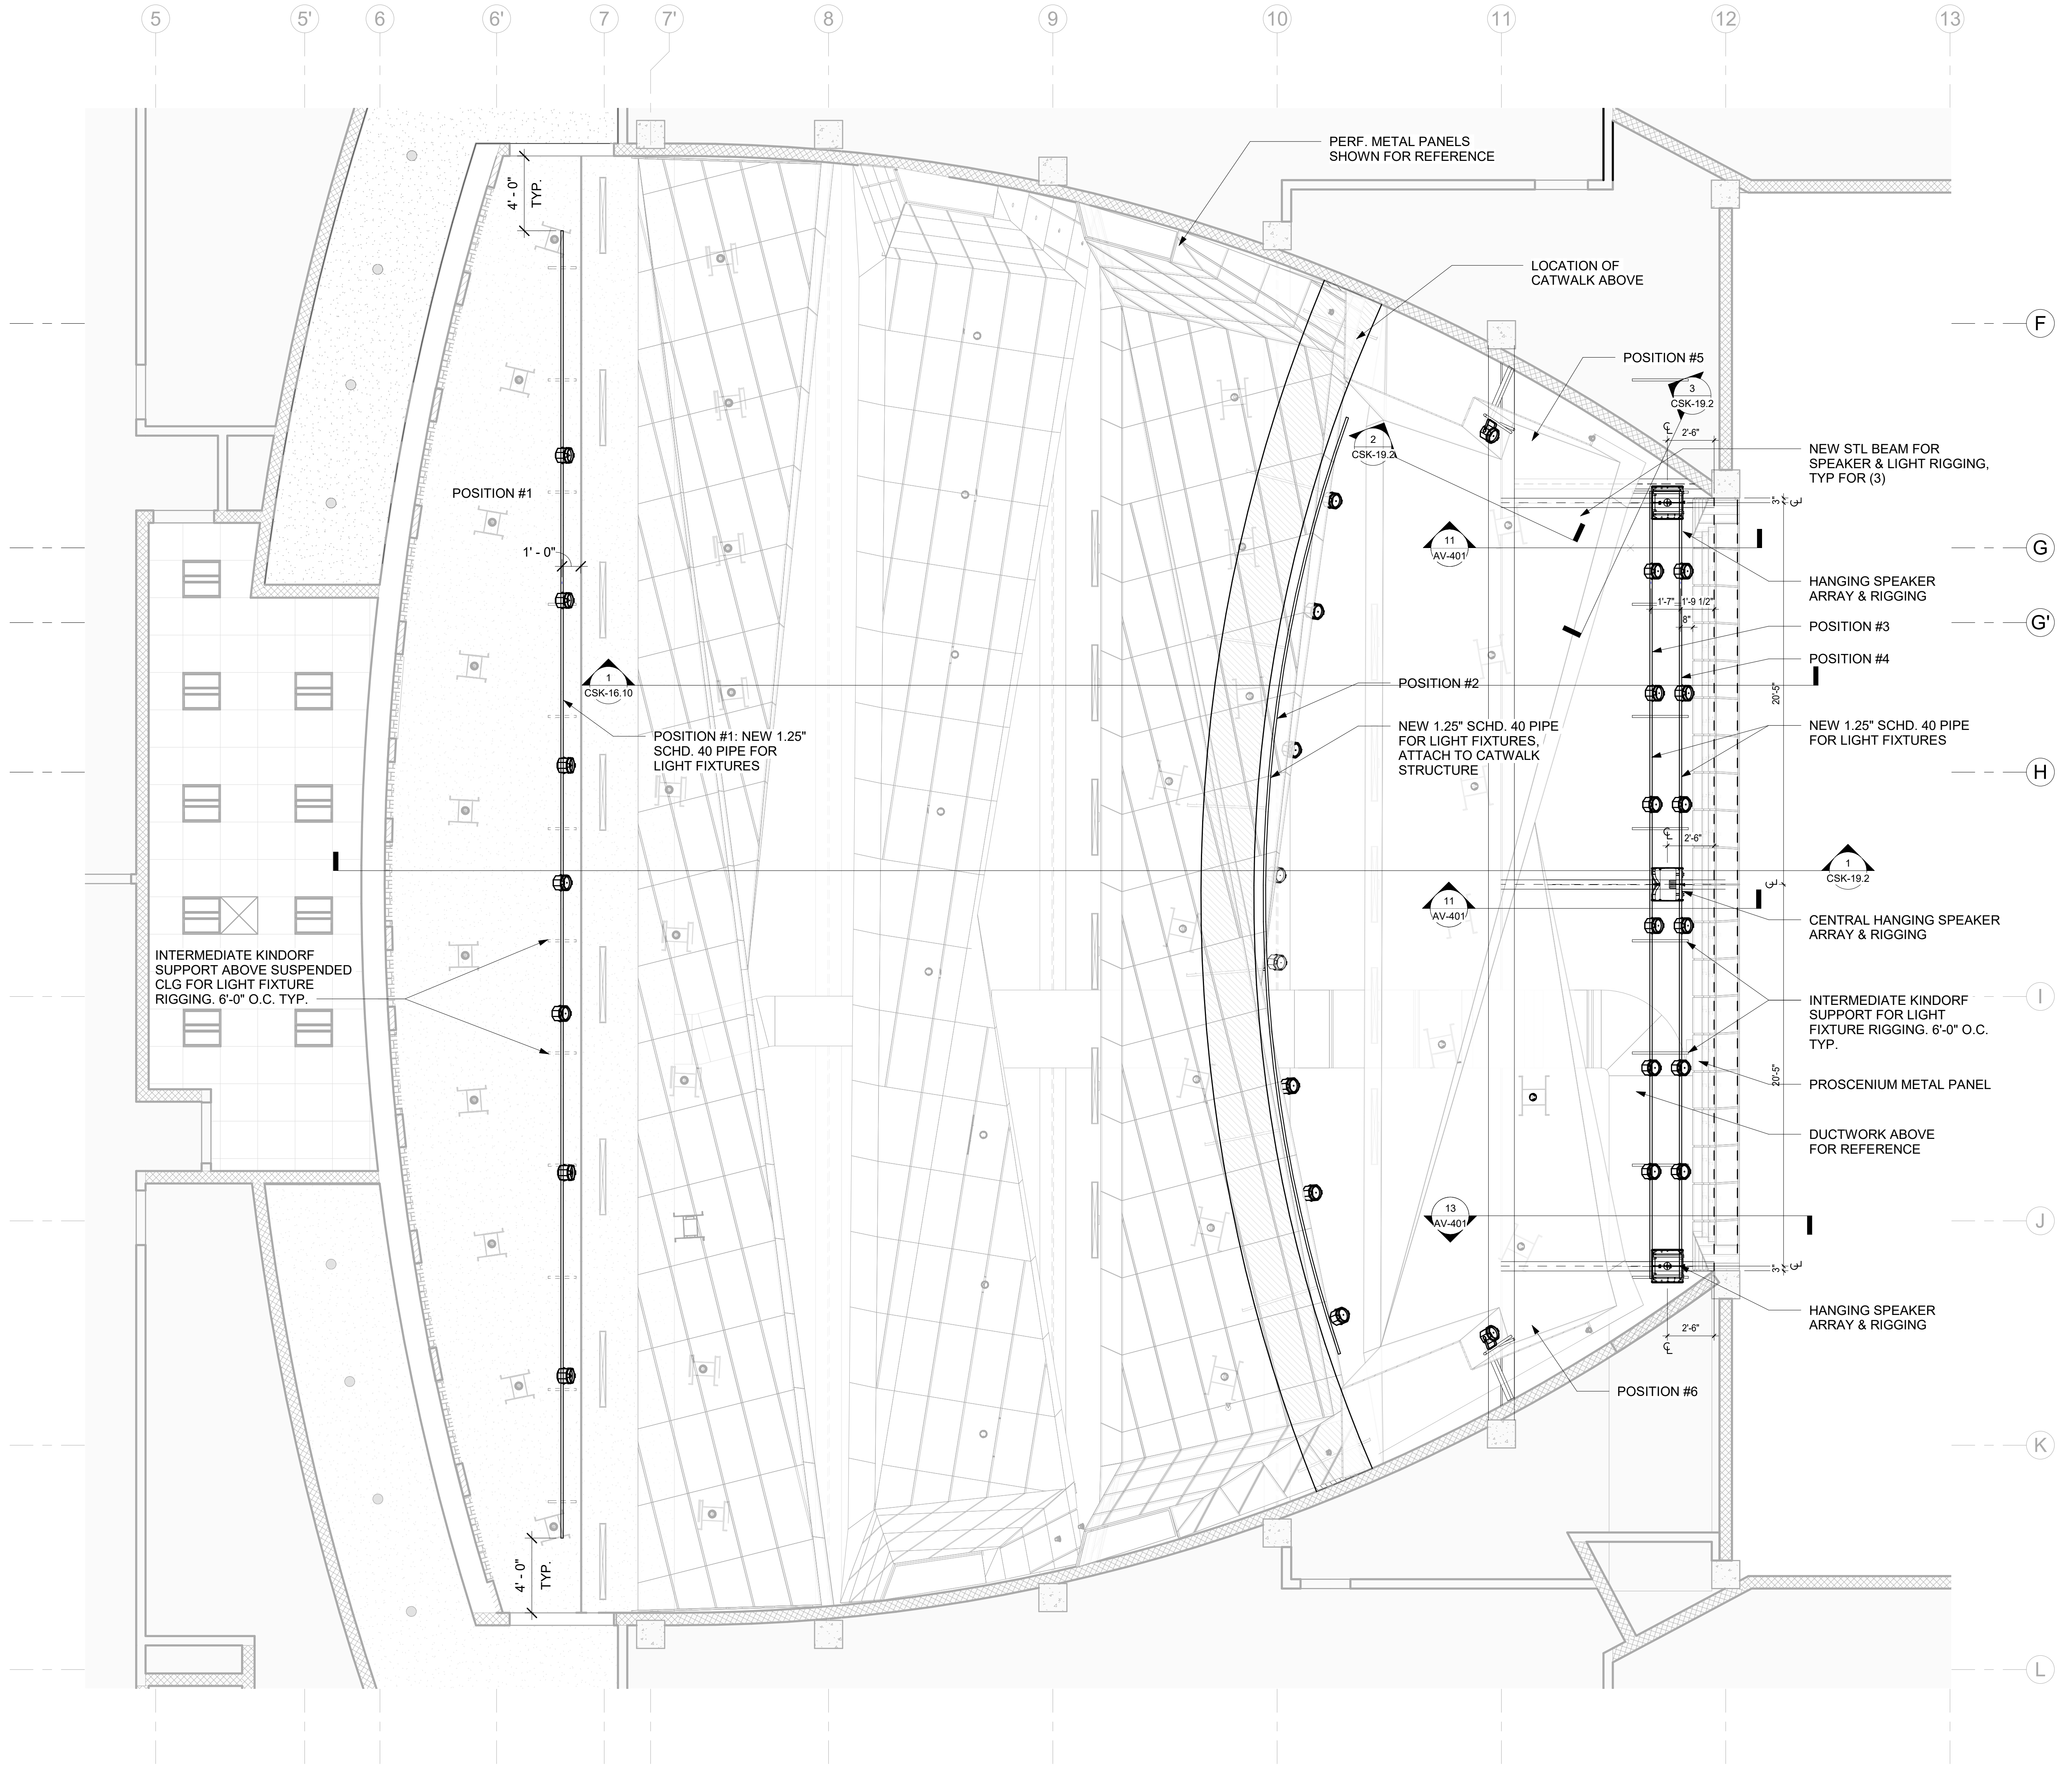 5
5'
6
6'
7
7'
8
9
10
11
12
13
PERF. METAL PANELS
SHOWN FOR REFERENCE
4' - 0"
TYP.
LOCATION OF
CATWALK ABOVE
F
POSITION #5
3
CSK-19.2
2'-6"
2
CSK-19.2
NEW STL BEAM FOR
SPEAKER & LIGHT RIGGING,
TYP FOR (3)
POSITION #1
3"
11
AV-401
G
1' - 0"
HANGING SPEAKER
ARRAY & RIGGING
1'-7"
1'-9 1/2"
8"
G'
POSITION #3
POSITION #4
1
CSK-16.10
POSITION #2
20'-5"
POSITION #1: NEW 1.25"
SCHD. 40 PIPE FOR
LIGHT FIXTURES
NEW 1.25" SCHD. 40 PIPE
FOR LIGHT FIXTURES,
ATTACH TO CATWALK
STRUCTURE
NEW 1.25" SCHD. 40 PIPE
FOR LIGHT FIXTURES
H
2'-6"
1
CSK-19.2
11
AV-401
CENTRAL HANGING SPEAKER
ARRAY & RIGGING
INTERMEDIATE KINDORF
SUPPORT ABOVE SUSPENDED
CLG FOR LIGHT FIXTURE
RIGGING. 6'-0" O.C. TYP.
I
INTERMEDIATE KINDORF
SUPPORT FOR LIGHT
FIXTURE RIGGING. 6'-0" O.C.
TYP.
20'-5"
PROSCENIUM METAL PANEL
DUCTWORK ABOVE
FOR REFERENCE
13
AV-401
J
3"
HANGING SPEAKER
ARRAY & RIGGING
2'-6"
POSITION #6
K
4' - 0"
TYP.
L